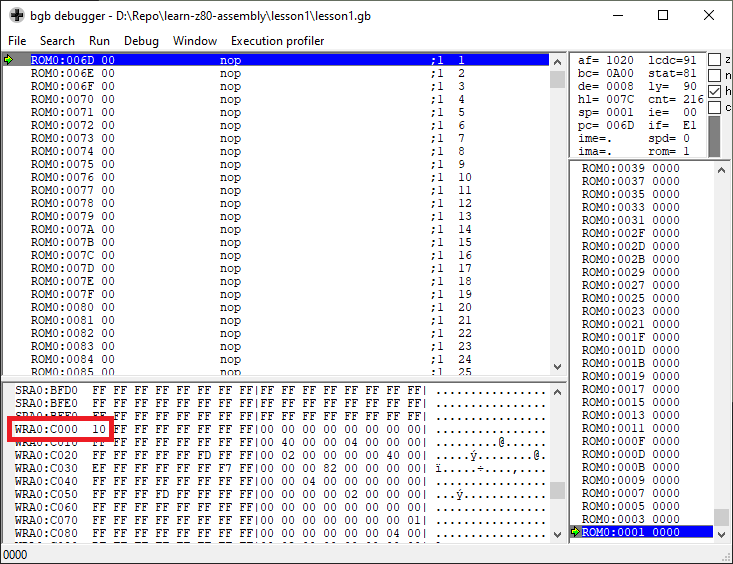 bgb debugger - D:\Repo\learn-z80-assembly\lesson1\lesson1.gb
File Search Run Debug Window Execution profiler
ROM0:006D 00 nop ;1 1
ROM0:006E 00 nop ;1 2
ROM0:006F 00 nop ;1 3
ROM0:0070 00 nop ;1 4
ROM0:0071 00 nop ;1 5
ROM0:0072 00 nop ;1 6
ROM0:0073 00 nop ;1 7
ROM0:0074 00 nop ;1 8
ROM0:0075 00 nop ;1 9
ROM0:0076 00 nop ;1 10
ROM0:0077 00 nop ;1 11
ROM0:0078 00 nop ;1 12
ROM0:0079 00 nop ;1 13
ROM0:007A 00 nop ;1 14
ROM0:007B 00 nop ;1 15
ROM0:007C 00 nop ;1 16
ROM0:007D 00 nop ;1 17
ROM0:007E 00 nop ;1 18
ROM0:007F 00 nop ;1 19
ROM0:0080 00 nop ;1 20
ROM0:0081 00 nop ;1 21
ROM0:0082 00 nop ;1 22
ROM0:0083 00 nop ;1 23
ROM0:0084 00 nop ;1 24
ROM0:0085 00 nop ;1 25
af= 1020 lcdc=91 z
bc= 0A00 stat=81 n
de= 0008 ly= 90 h
hl= 007C cnt= 216 c
sp= 0001 ie= 00
pc= 006D if= E1
ime=. spd= 0
ima=. rom= 1
ROM0:0039 0000
ROM0:0037 0000
ROM0:0035 0000
ROM0:0033 0000
ROM0:0031 0000
ROM0:002F 0000
ROM0:002D 0000
ROM0:002B 0000
ROM0:0029 0000
ROM0:0027 0000
ROM0:0025 0000
ROM0:0023 0000
ROM0:0021 0000
ROM0:001F 0000
ROM0:001D 0000
ROM0:001B 0000
ROM0:0019 0000
ROM0:0017 0000
ROM0:0015 0000
ROM0:0013 0000
ROM0:0011 0000
ROM0:000F 0000
ROM0:000D 0000
ROM0:000B 0000
ROM0:0009 0000
ROM0:0007 0000
ROM0:0005 0000
ROM0:0003 0000
ROM0:0001 0000
SRA0:BFD0 FF FF FF FF FF FF FF FF|FF FF FF FF FF FF FF FF| ................
SRA0:BFE0 FF FF FF FF FF FF FF FF|FF FF FF FF FF FF FF FF| ................
SRA0:BFF0 FF FF FF FF FF FF FF FF|FF FF FF FF FF FF FF FF| ................
WRA0:C000 10 FF FF FF FF FF FF FF|00 00 00 00 00 00 00 00| ................
WRA0:C010 FF FF FF FF FF FF FF FF|00 40 00 00 04 00 00 00| .........@......
WRA0:C020 FF FF FF FF FF FD FF FF|00 02 00 00 00 00 40 00| .....ý........@.
WRA0:C030 EF FF FF FF FF FF F7 FF|00 00 00 82 00 00 00 00| ï.....÷....‚....
WRA0:C040 FF FF FF FF FF FF FF FF|00 00 04 00 00 00 00 00| ................
WRA0:C050 FF FF FF FD FF FF FF FF|00 00 00 00 02 00 00 00| ...ý............
WRA0:C060 FF FF FF FF FF FF FF FF|00 00 00 00 00 00 00 00| ................
WRA0:C070 FF FF FF FF FF FF FF FF|00 00 00 00 00 00 00 01| ................
WRA0:C080 FF FF FF FF FF FF FF FF|00 00 00 00 00 00 04 00| ................
0000